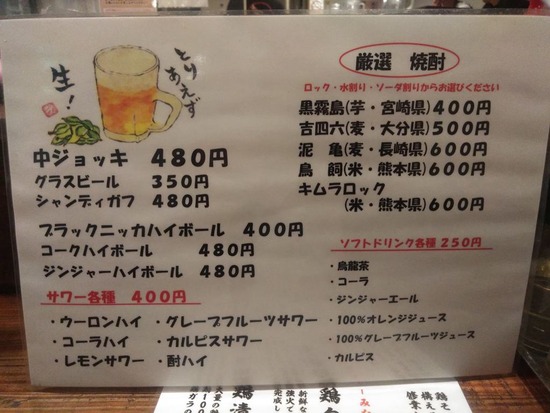 とりあえず
生!
中ジョッキ 480円
グラスビール 350円
シャンディガフ 480円
ブラックニッカハイボール 400円
コークハイボール 480円
ジンジャーハイボール 480円
サワー各種 400円
・ウーロンハイ ・グレープフルーツサワー
・コーラハイ ・カルピスサワー
・レモンサワー ・酎ハイ
厳選 焼酎
ロック・水割り・ソーダ割りからお選びください
黒霧島(芋・宮崎県)400円
吉四六(麦・大分県)500円
泥亀(麦・長崎県)600円
鳥飼(米・熊本県)600円
キムラロック
(米・熊本県)600円
ソフトドリンク各種250円
・烏龍茶
・コーラ
・ジンジャーエール
・100%オレンジジュース
・100%グレープフルーツジュース
・カルピス